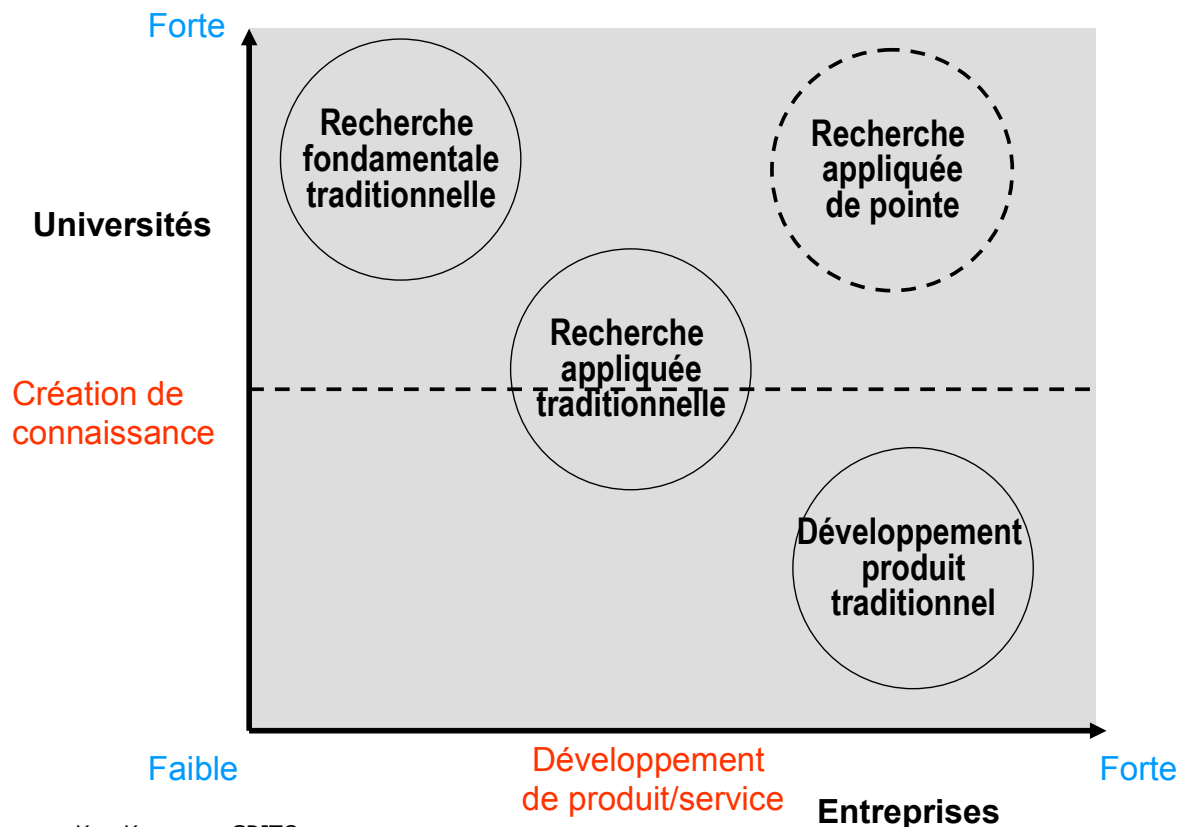 Forte
Recherche
fondamentale
traditionnelle
Recherche
appliquée
de pointe
Universités
Recherche
appliquée
traditionnelle
Création de
connaissance
Développement
produit
traditionnel
Faible
Développement
de produit/service
Forte
Entreprises